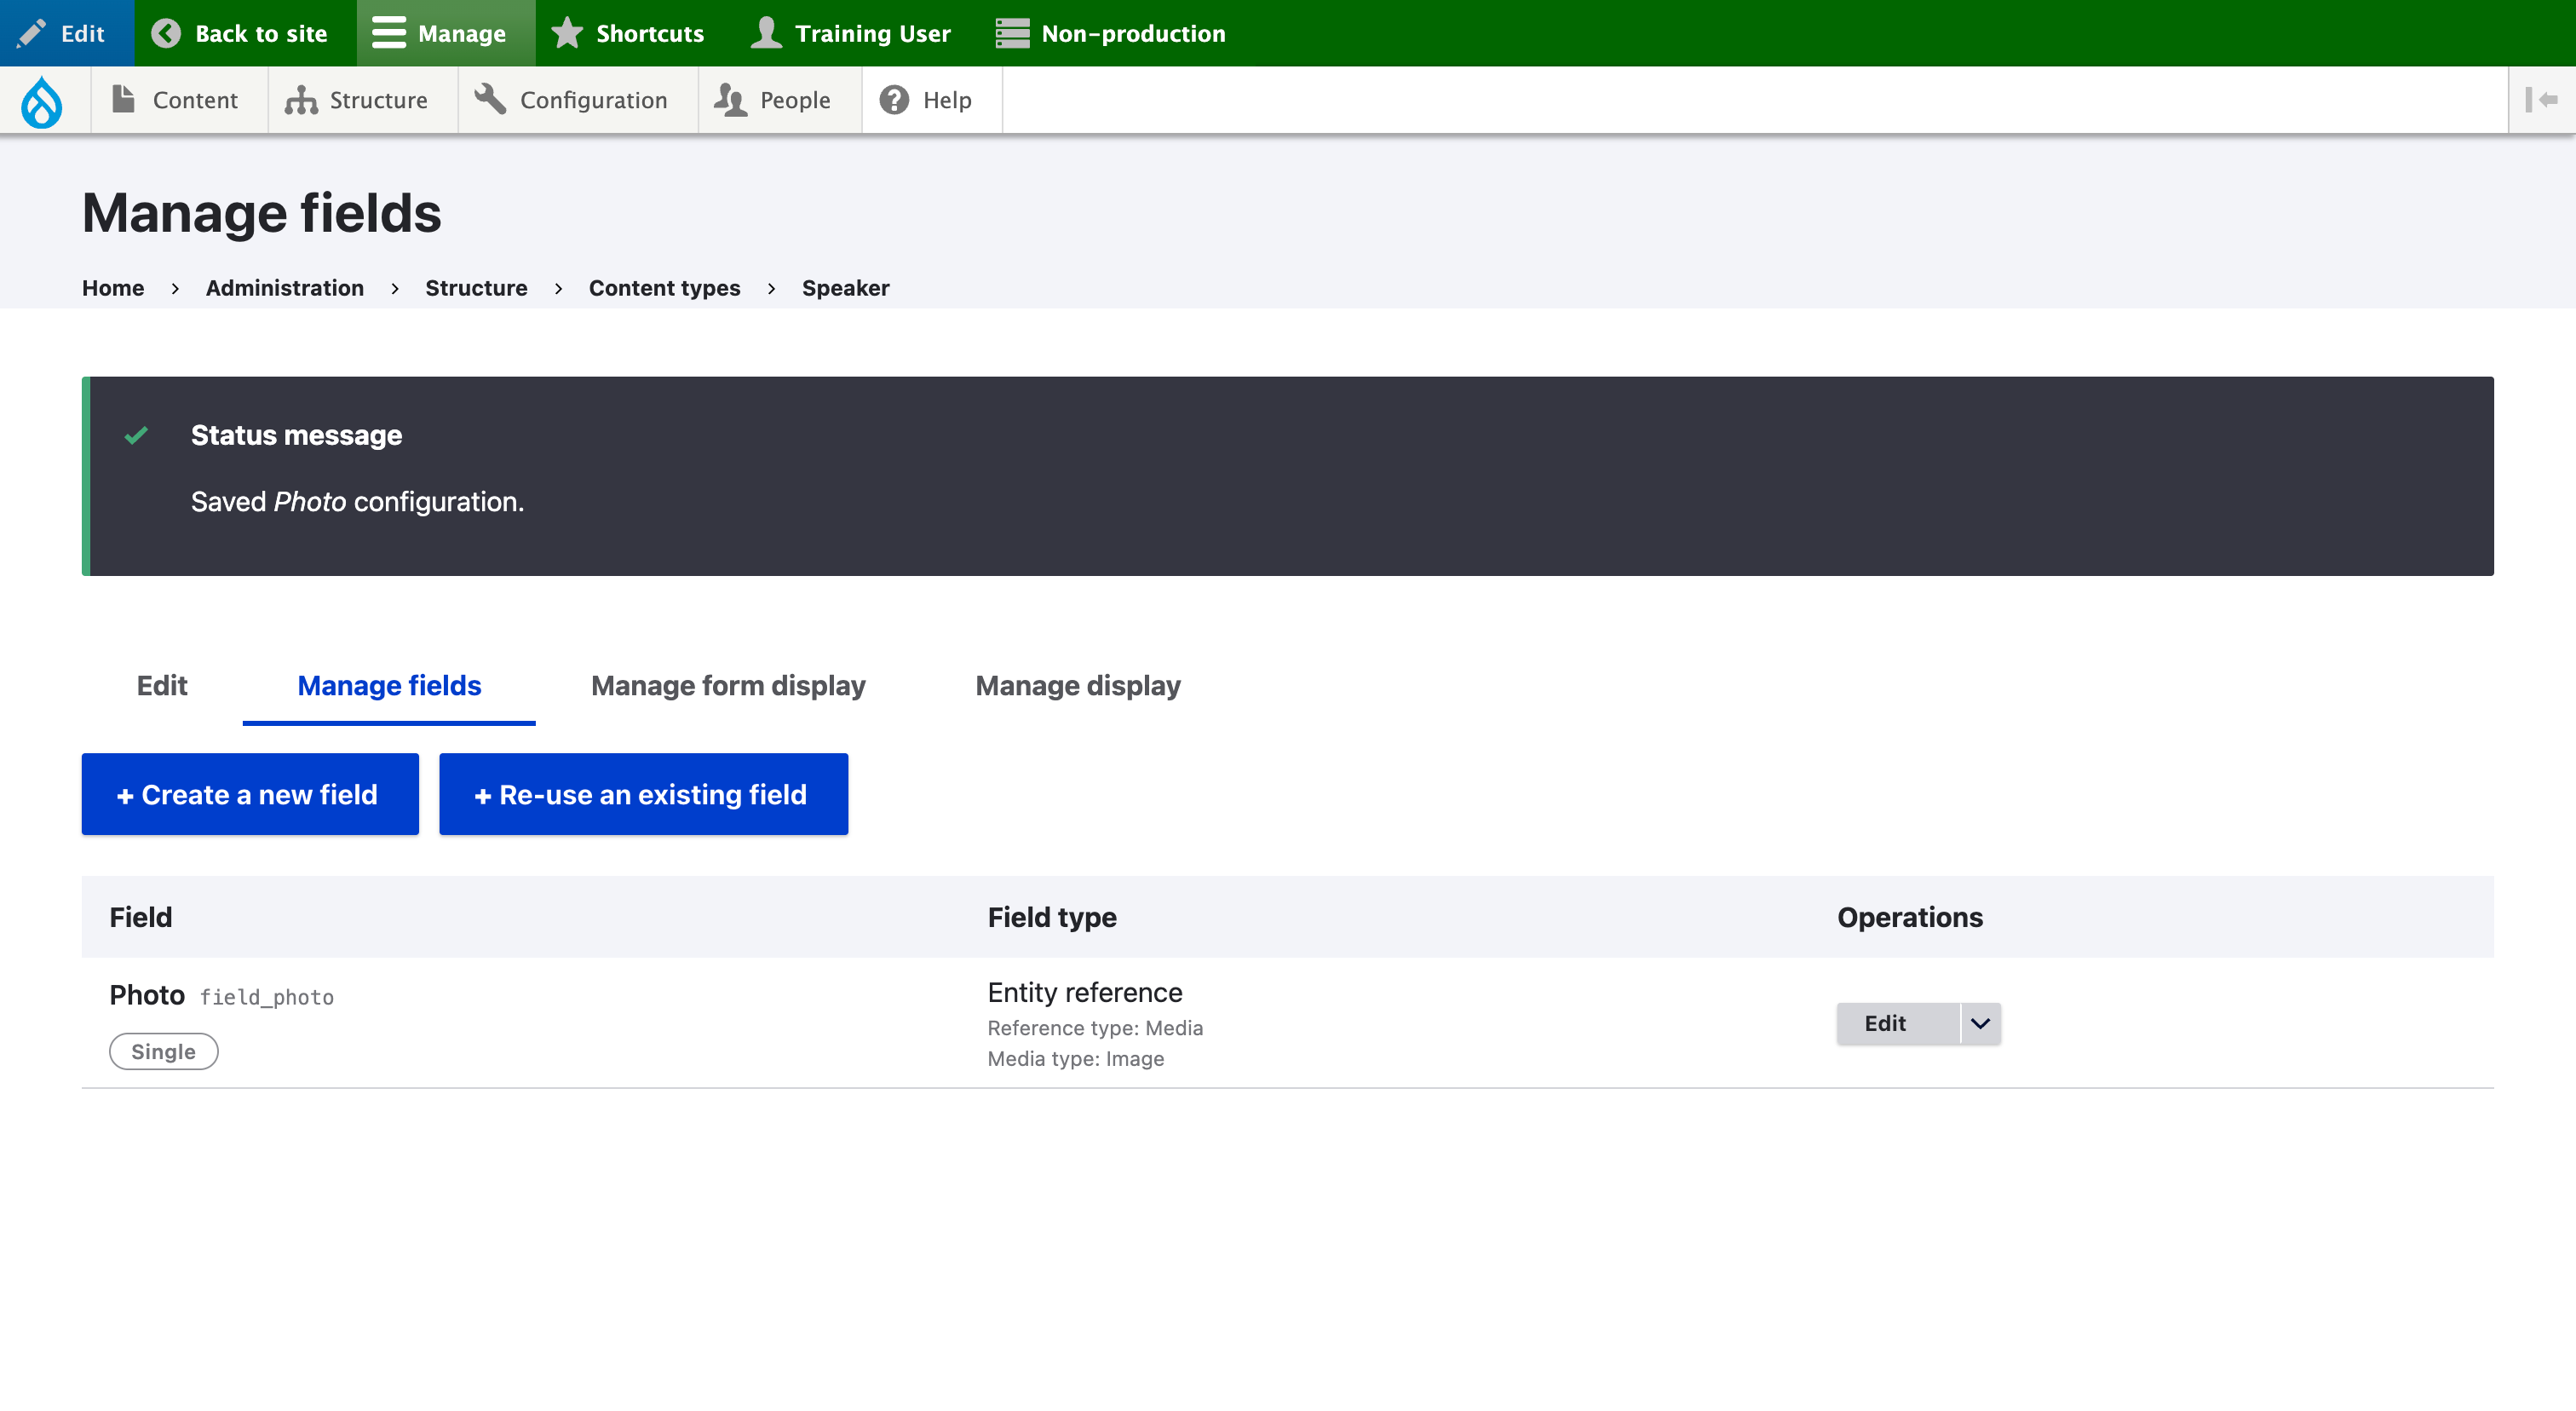 Edit Back to site Manage Shortcuts Training User Non-production
Content Structure Configuration People Help
Manage fields
Home › Administration › Structure › Content types › Speaker
Status message
Saved Photo configuration.
Edit Manage fields Manage form display Manage display
+ Create a new field + Re-use an existing field
Field Field type Operations
Photo field_photo
Single
Entity reference
Reference type: Media
Media type: Image
Edit